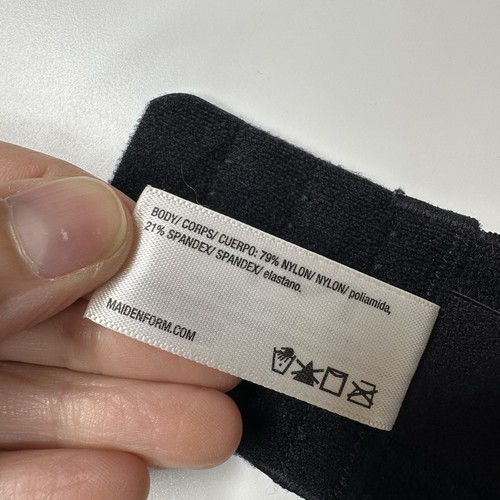 BODY/ CORPS/ CUERPO: 79% NYLON/ NYLON/ poliamida,
21% SPANDEX/ SPANDEX/ elastano.
MAIDENFORM.COM